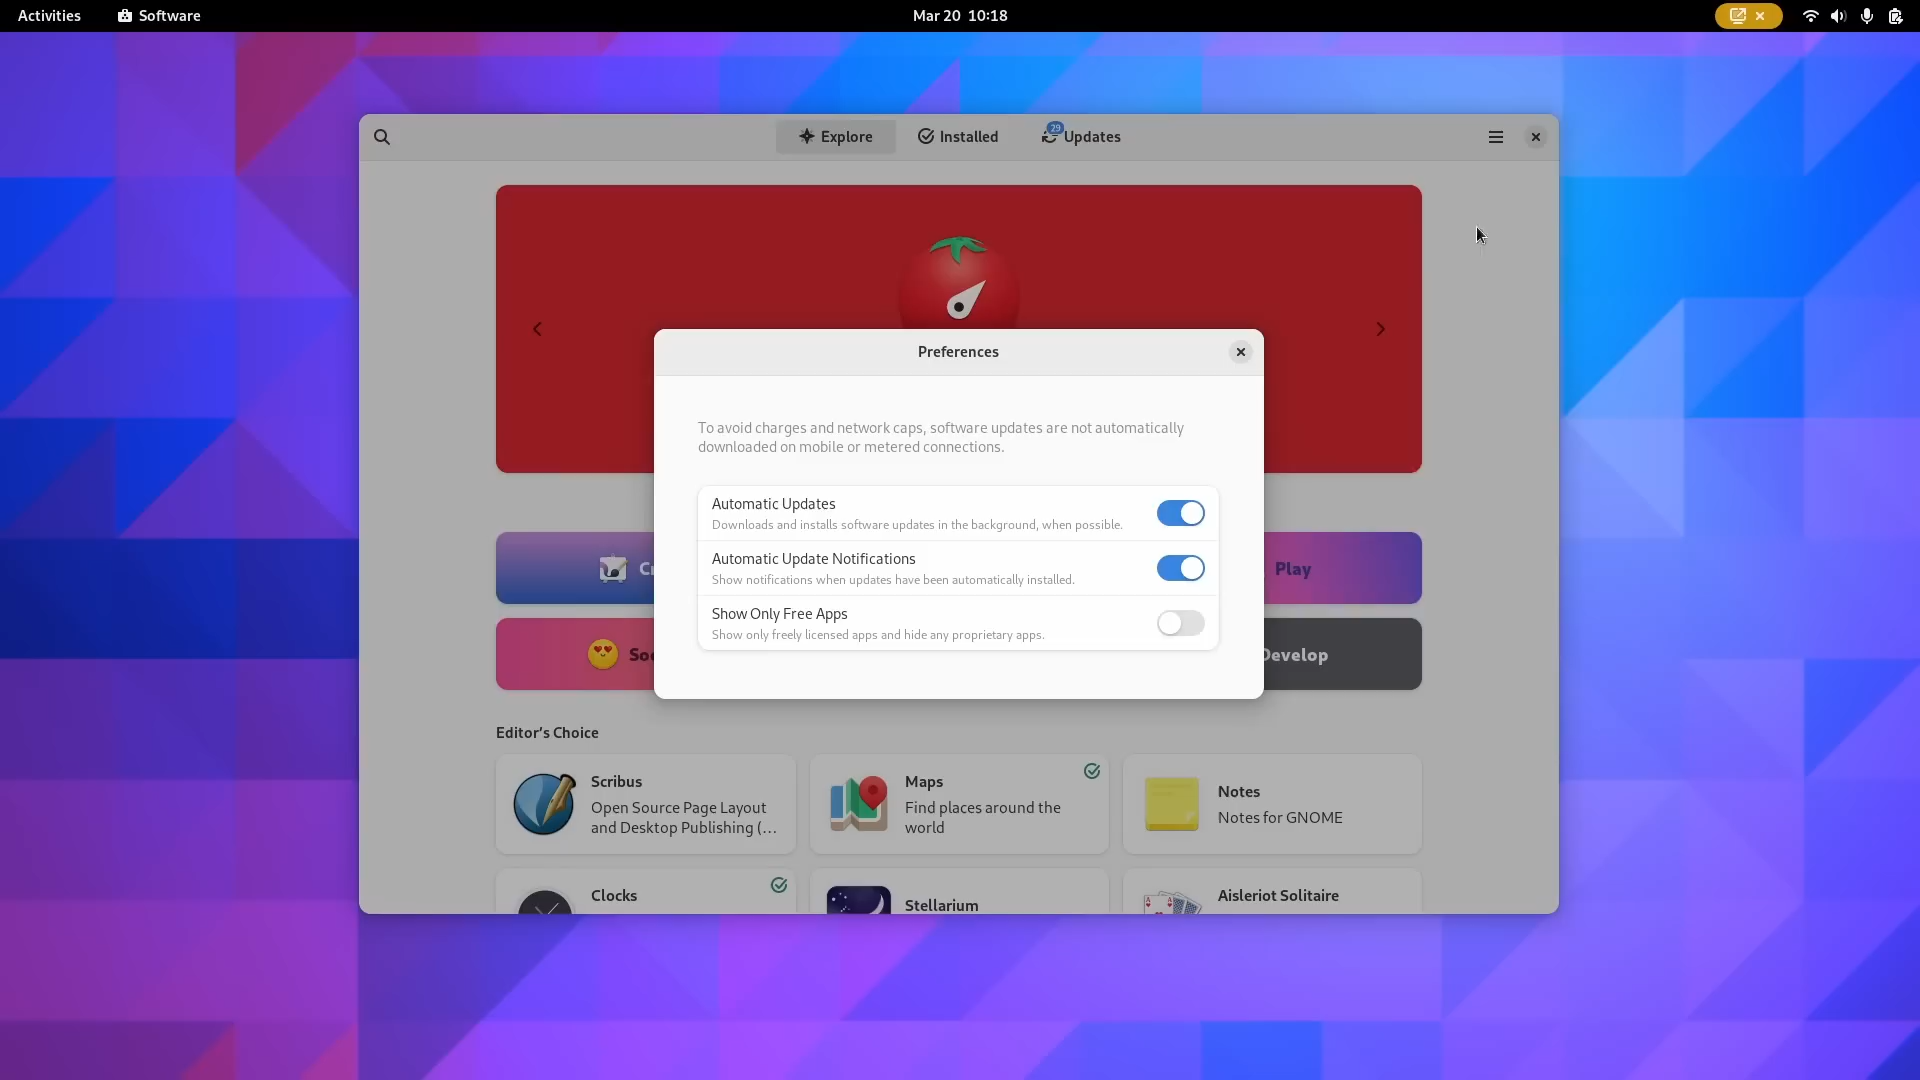 Activities
Software
Mar 20 10:18
Explore
Installed
29
Updates
Preferences
To avoid charges and network caps, software updates are not automatically
downloaded on mobile or metered connections.
Automatic Updates
Downloads and installs software updates in the background, when possible.
Automatic Update Notifications
Show notifications when updates have been automatically installed.
Show Only Free Apps
Show only freely licensed apps and hide any proprietary apps.
Play
Develop
Editor's Choice
Scribus
Open Source Page Layout
and Desktop Publishing (...
Maps
Find places around the
world
Notes
Notes for GNOME
Clocks
Stellarium
Aisleriot Solitaire